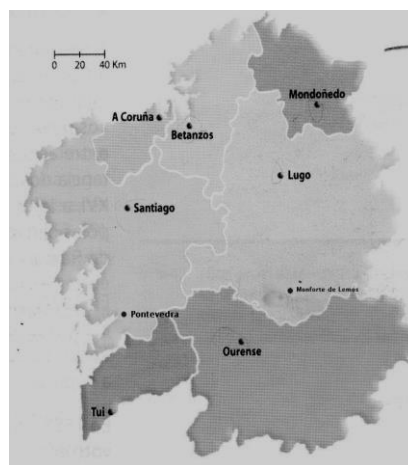 0 20 40 Km
Mondoñedo
A Coruña
Betanzos
Lugo
Santiago
Monforte de Lemos
Pontevedra
Ourense
Tui